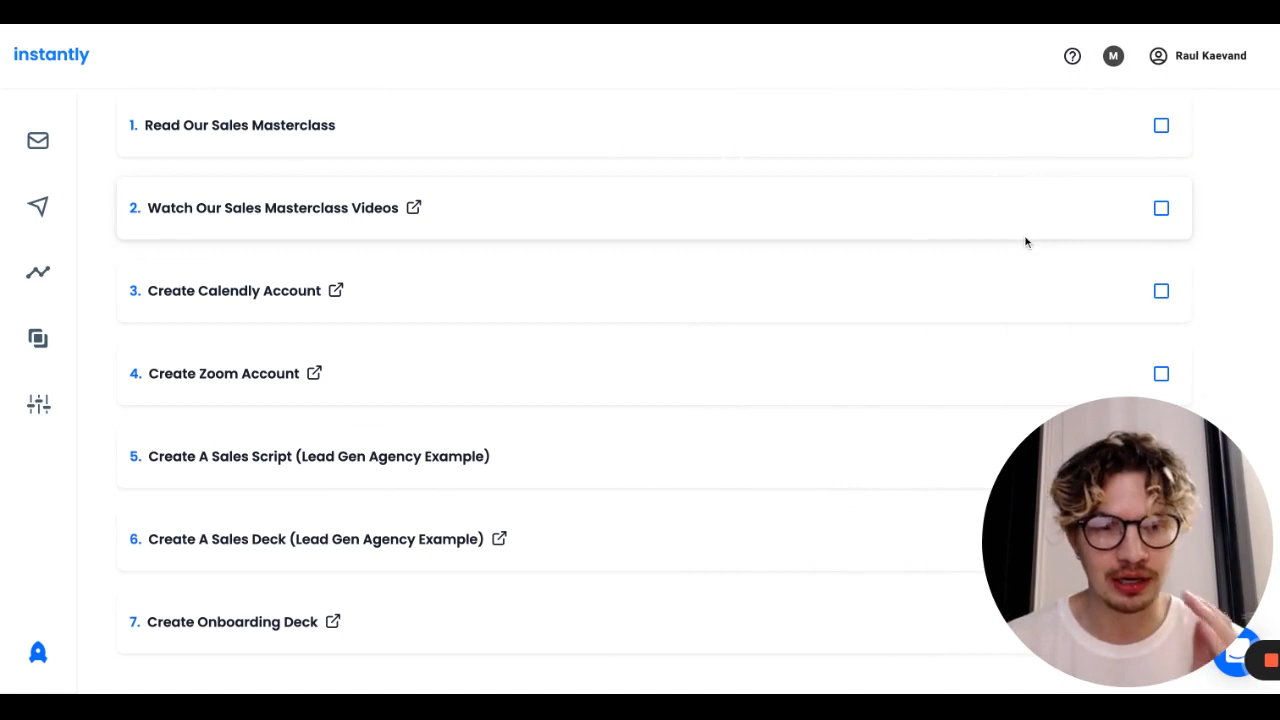 instantly
M
Raul Kaevand
1. Read Our Sales Masterclass
2. Watch Our Sales Masterclass Videos
3. Create Calendly Account
4. Create Zoom Account
5. Create A Sales Script (Lead Gen Agency Example)
6. Create A Sales Deck (Lead Gen Agency Example)
7. Create Onboarding Deck